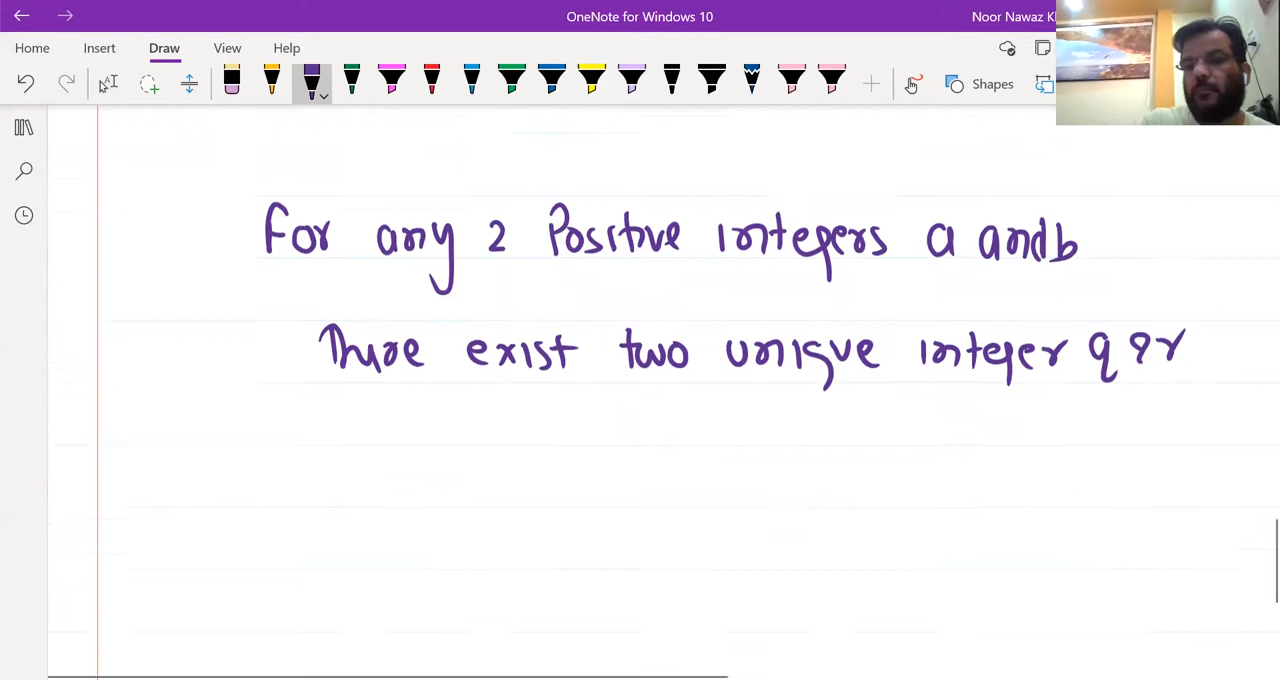 OneNote for Windows 10
Noor Nawaz Kh
Home Insert Draw View Help
Shapes
For any 2 Positive integers a and b
There exist two unique integer q & r